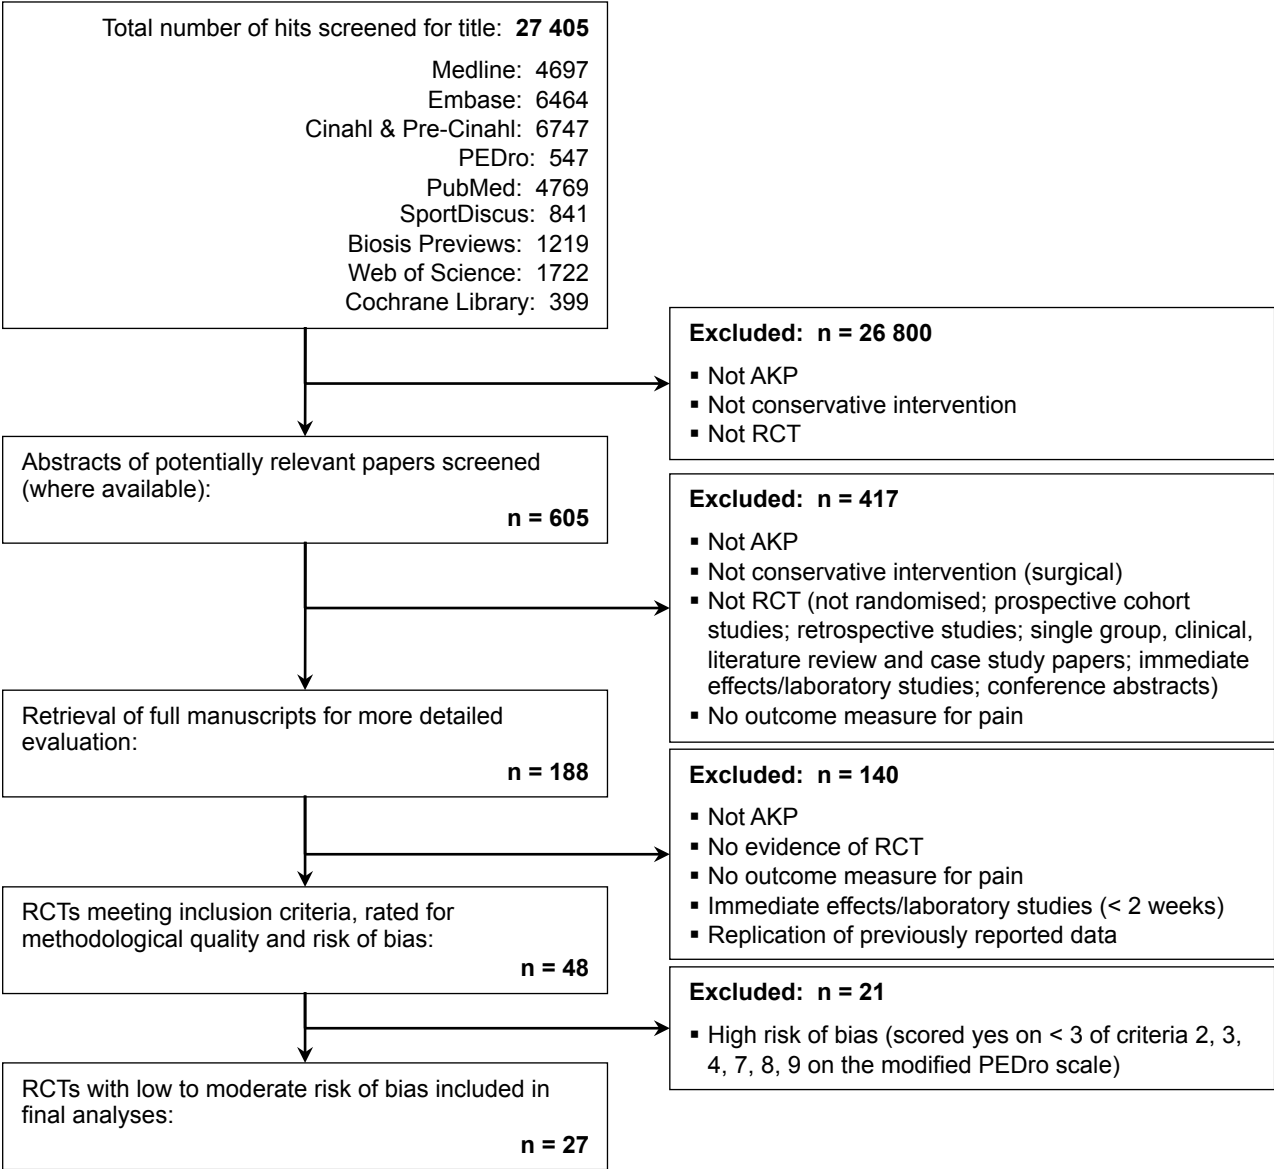 Total number of hits screened for title: 27 405
Medline: 4697
Embase: 6464
Cinahl & Pre-Cinahl: 6747
PEDro: 547
PubMed: 4769
SportDiscus: 841
Biosis Previews: 1219
Web of Science: 1722
Cochrane Library: 399
Excluded: n = 26 800
▪ Not AKP
▪ Not conservative intervention
▪ Not RCT
Abstracts of potentially relevant papers screened
(where available):
n = 605
Excluded: n = 417
▪ Not AKP
▪ Not conservative intervention (surgical)
▪ Not RCT (not randomised; prospective cohort
studies; retrospective studies; single group, clinical,
literature review and case study papers; immediate
effects/laboratory studies; conference abstracts)
▪ No outcome measure for pain
Retrieval of full manuscripts for more detailed
evaluation:
n = 188
Excluded: n = 140
▪ Not AKP
▪ No evidence of RCT
▪ No outcome measure for pain
▪ Immediate effects/laboratory studies (< 2 weeks)
▪ Replication of previously reported data
RCTs meeting inclusion criteria, rated for
methodological quality and risk of bias:
n = 48
Excluded: n = 21
▪ High risk of bias (scored yes on < 3 of criteria 2, 3,
4, 7, 8, 9 on the modified PEDro scale)
RCTs with low to moderate risk of bias included in
final analyses:
n = 27